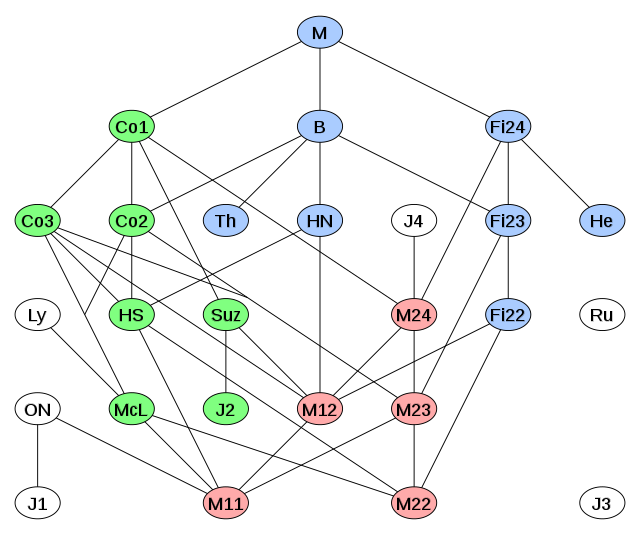 M
Co1 B Fi24
Co3 Co2 Th HN J4 Fi23 He
Ly HS Suz M24 Fi22 Ru
ON McL J2 M12 M23
J1 M11 M22 J3